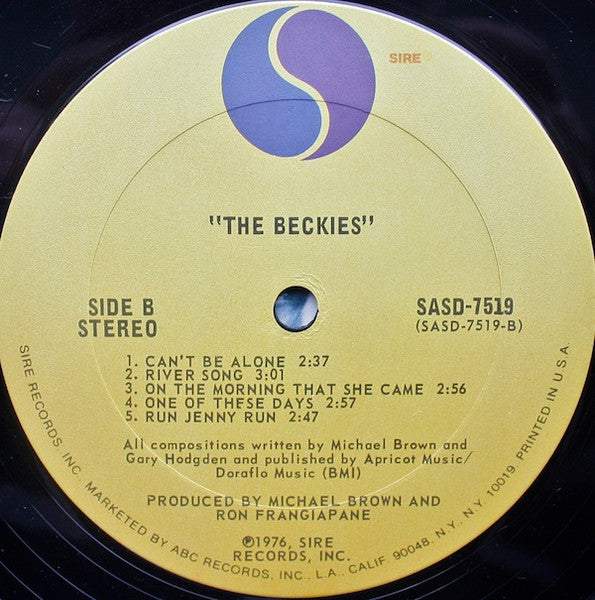 SIRE
"THE BECKIES"
SIDE B
STEREO
SASD-7519
(SASD-7519-B)
1. CAN'T BE ALONE 2:37
2. RIVER SONG 3:01
3. ON THE MORNING THAT SHE CAME 2:56
4. ONE OF THESE DAYS 2:57
5. RUN JENNY RUN 2:47
All compositions written by Michael Brown and
Gary Hodgden and published by Apricot Music/
Doraflo Music (BMI)
PRODUCED BY MICHAEL BROWN AND
RON FRANGIAPANE
℗1976, SIRE
RECORDS, INC.
SIRE RECORDS, INC. MARKETED BY ABC RECORDS, INC., L.A., CALIF. 90048. N.Y., N.Y. 10019. PRINTED IN U.S.A.